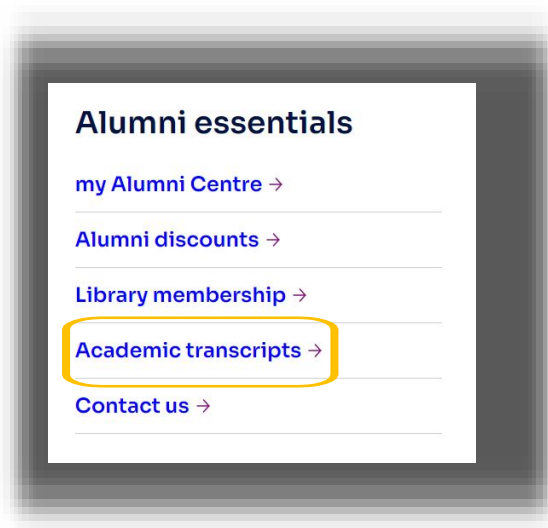 Alumni essentials
my Alumni Centre →
Alumni discounts →
Library membership →
Academic transcripts →
Contact us →